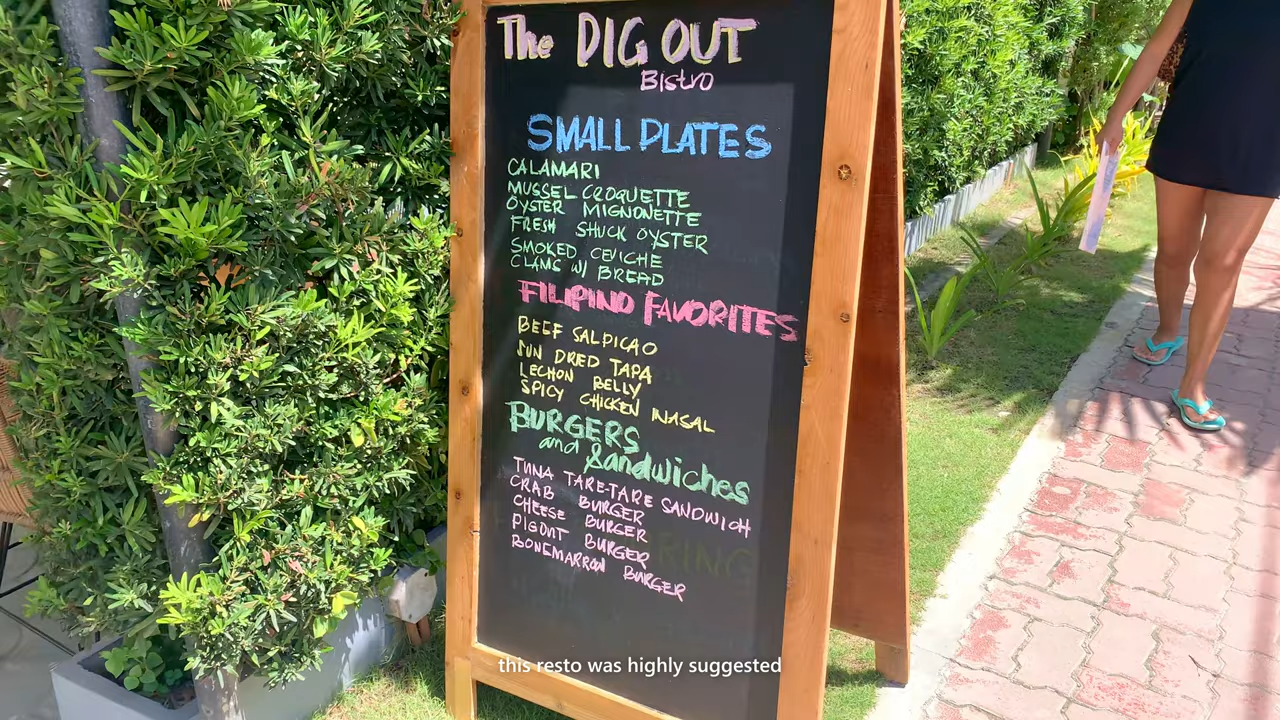 The DIG OUT
Bistro
SMALL PLATES
CALAMARI
MUSSEL CROQUETTE
OYSTER MIGNONETTE
FRESH SHUCK OYSTER
SMOKED CEVICHE
CLAMS W/ BREAD
FILIPINO FAVORITES
BEEF SALPICAO
SUN DRIED TAPA
LECHON BELLY
SPICY CHICKEN INASAL
BURGERS
and Sandwiches
TUNA TARE-TARE SANDWICH
CRAB BURGER
CHEESE BURGER
PIGOUT BURGER
BONEMARROW BURGER
this resto was highly suggested